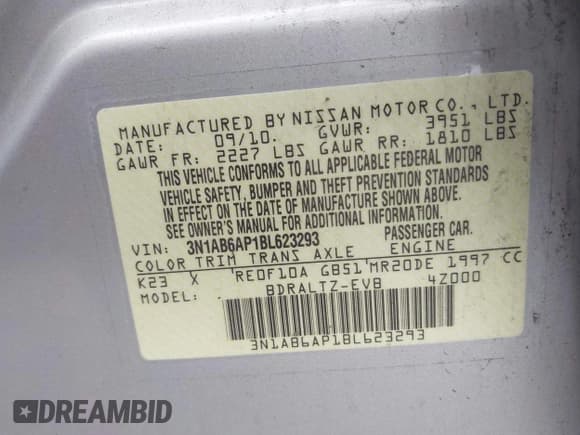 MANUFACTURED BY NISSAN MOTOR CO., LTD.
DATE: 09/10. GVWR: 3951 LBS
GAWR FR: 2227 LBS GAWR RR: 1810 LBS
THIS VEHICLE CONFORMS TO ALL APPLICABLE FEDERAL MOTOR
VEHICLE SAFETY, BUMPER AND THEFT PREVENTION STANDARDS
IN EFFECT ON THE DATE OF MANUFACTURE SHOWN ABOVE.
SEE OWNER'S MANUAL FOR ADDITIONAL INFORMATION.
VIN: 3N1AB6AP1BL623293 PASSENGER CAR.
COLOR TRIM TRANS AXLE ENGINE
K23 X RE0F10A GB51 MR20DE 1997 CC
MODEL: BDRALTZ-EVB 4Z000
3N1AB6AP1BL623293
DREAMBID